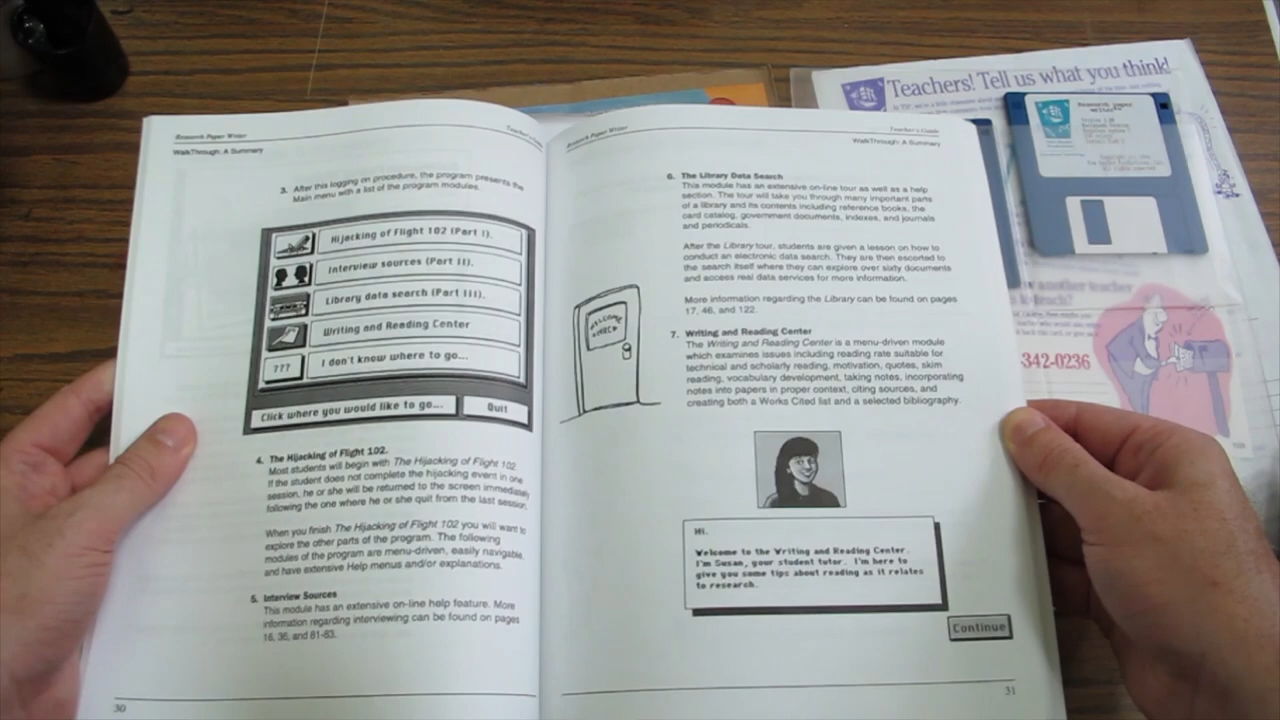 Research Paper Writer
Teacher's
WalkThrough: A Summary
3. After this logging on procedure, the program presents the
Main menu with a list of the program modules.
Hijacking of Flight 102 (Part I).
Interview sources (Part II).
Library data search (Part III).
Writing and Reading Center
??? I don't know where to go...
Click where you would like to go... Quit
4. The Hijacking of Flight 102.
Most students will begin with The Hijacking of Flight 102
If the student does not complete the hijacking event in one
session, he or she will be returned to the screen immediately
following the one where he or she quit from the last session.
When you finish The Hijacking of Flight 102 you will want to
explore the other parts of the program. The following
modules of the program are menu-driven, easily navigable,
and have extensive Help menus and/or explanations.
5. Interview Sources
This module has an extensive on-line help feature. More
information regarding interviewing can be found on pages
16, 36, and 81-83.
30
Research Paper Writer
Teacher's Guide
WalkThrough: A Summary
6. The Library Data Search
This module has an extensive on-line tour as well as a help
section. The tour will take you through many important parts
of a library and its contents including reference books, the
card catalog, government documents, indexes, and journals
and periodicals.
After the Library tour, students are given a lesson on how to
conduct an electronic data search. They are then escorted to
the search itself where they can explore over sixty documents
and access real data services for more information.
More information regarding the Library can be found on pages
17, 46, and 122.
WELCOME
7. Writing and Reading Center
The Writing and Reading Center is a menu-driven module
which examines issues including reading rate suitable for
technical and scholarly reading, motivation, quotes, skim
reading, vocabulary development, taking notes, incorporating
notes into papers in proper context, citing sources, and
creating both a Works Cited list and a selected bibliography.
Hi.
Welcome to the Writing and Reading Center.
I'm Susan, your student tutor. I'm here to
give you some tips about reading as it relates
to research.
Continue
31
Teachers! Tell us what you think!
Research paper
writer
another teacher
-342-0236